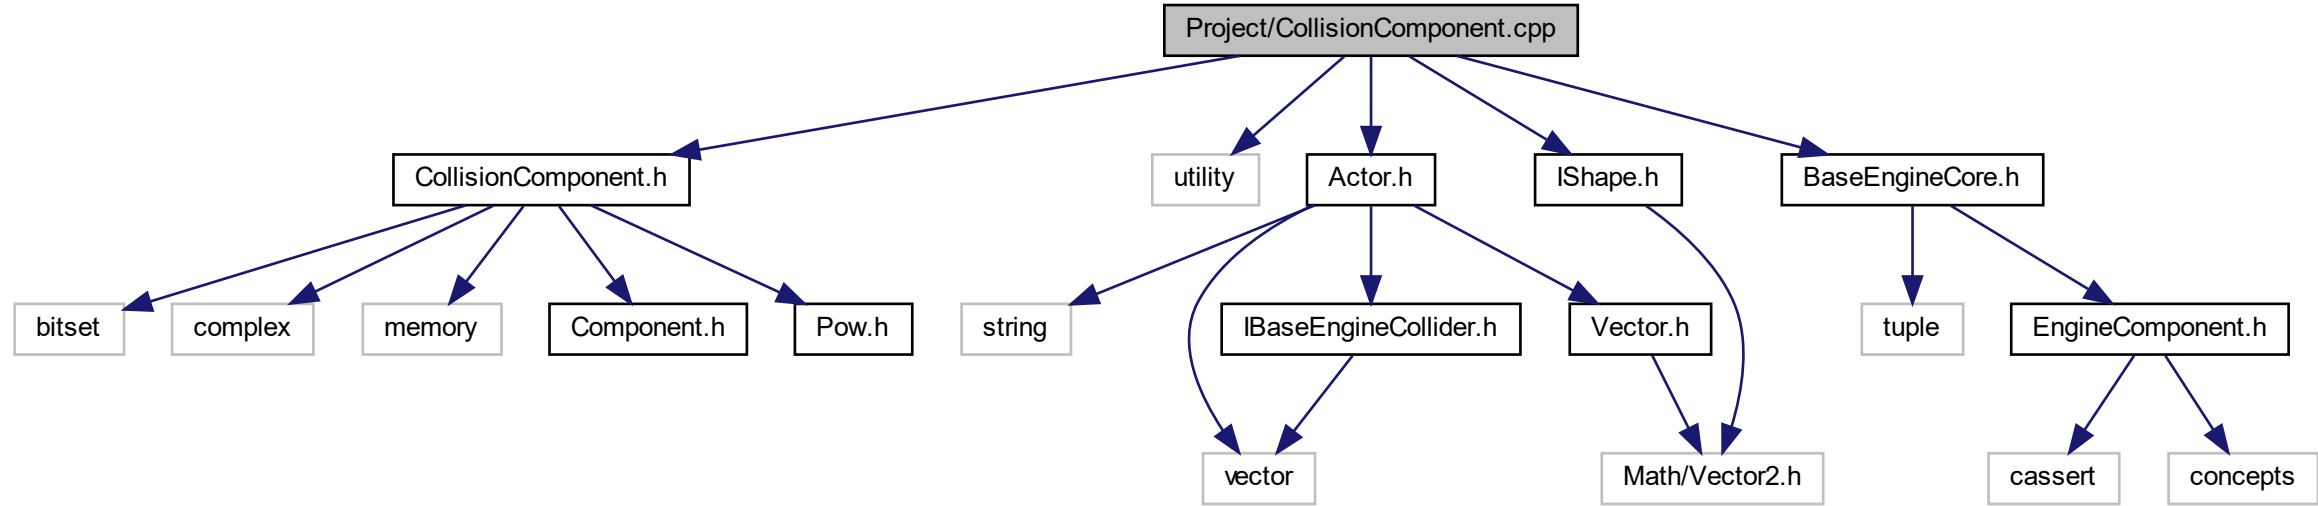 Project/CollisionComponent.cpp
CollisionComponent.h
utility
Actor.h
IShape.h
BaseEngineCore.h
bitset
complex
memory
Component.h
Pow.h
string
IBaseEngineCollider.h
Vector.h
tuple
EngineComponent.h
vector
Math/Vector2.h
cassert
concepts